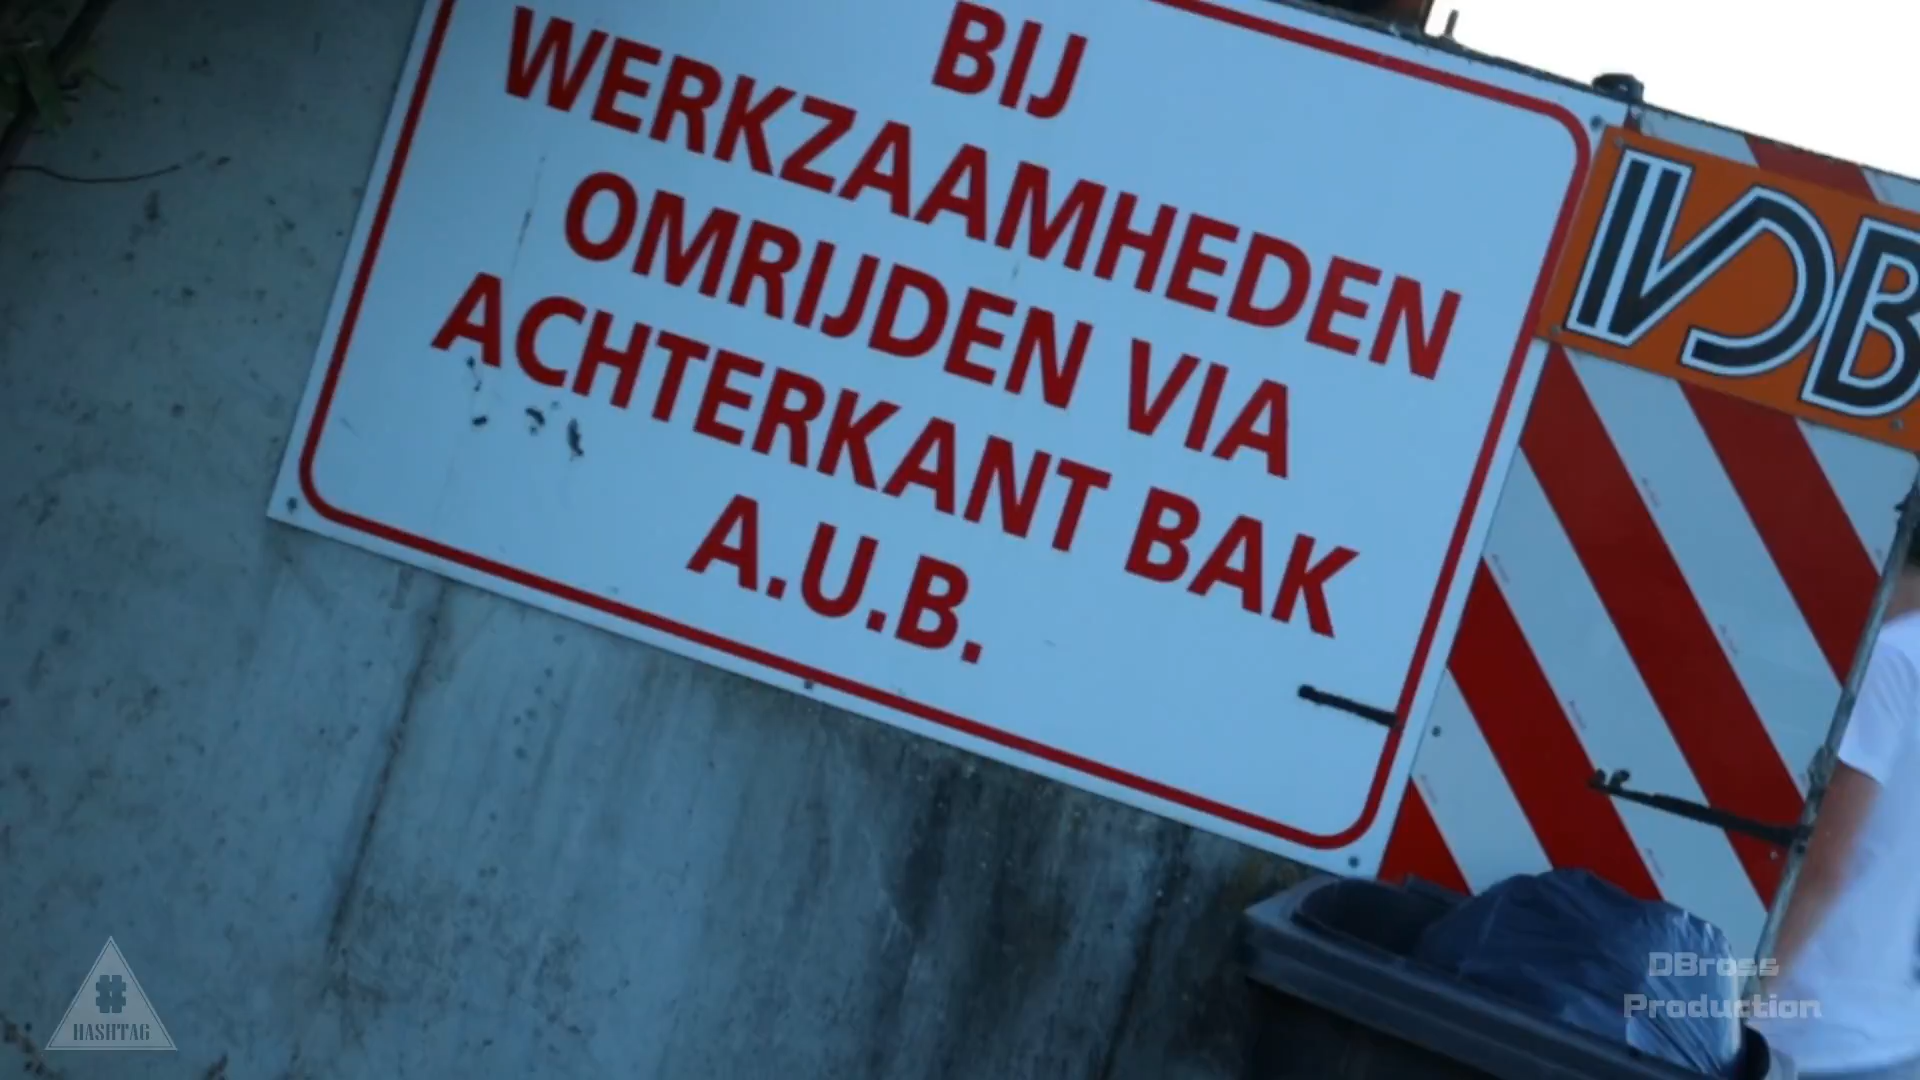 BIJ
WERKZAAMHEDEN
OMRIJDEN VIA
ACHTERKANT BAK
A.U.B.
VDB
#
HASHTAG
DBross
Production